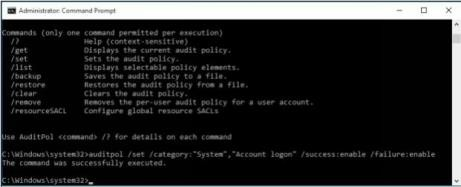 Administrator: Command Prompt
Commands (only one command permitted per execution)
/? Help (context-sensitive)
/get Displays the current audit policy.
/set Sets the audit policy.
/list Displays selectable policy elements.
/backup Saves the audit policy to a file.
/restore Restores the audit policy from a file.
/clear Clears the audit policy.
/remove Removes the per-user audit policy for a user account.
/resourceSACL Configure global resource SACLs
Use AuditPol <command> /? for details on each command
C:\Windows\system32>auditpol /set /category:"System","Account logon" /success:enable /failure:enable
The command was successfully executed.
C:\Windows\system32>